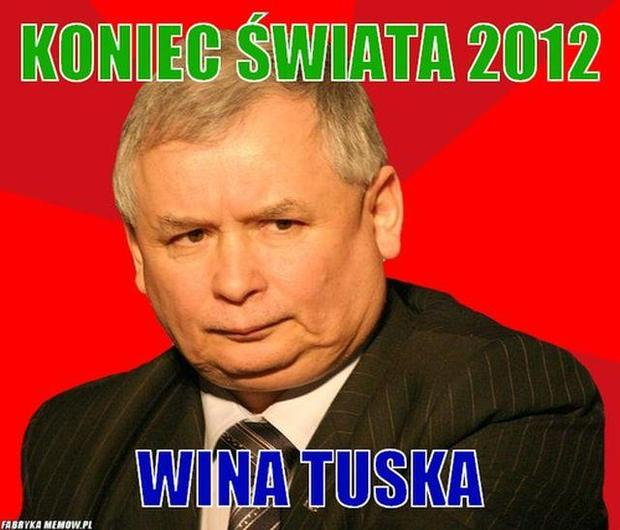 KONIEC ŚWIATA 2012
WINA TUSKA
FABRYKA MEMOW.PL